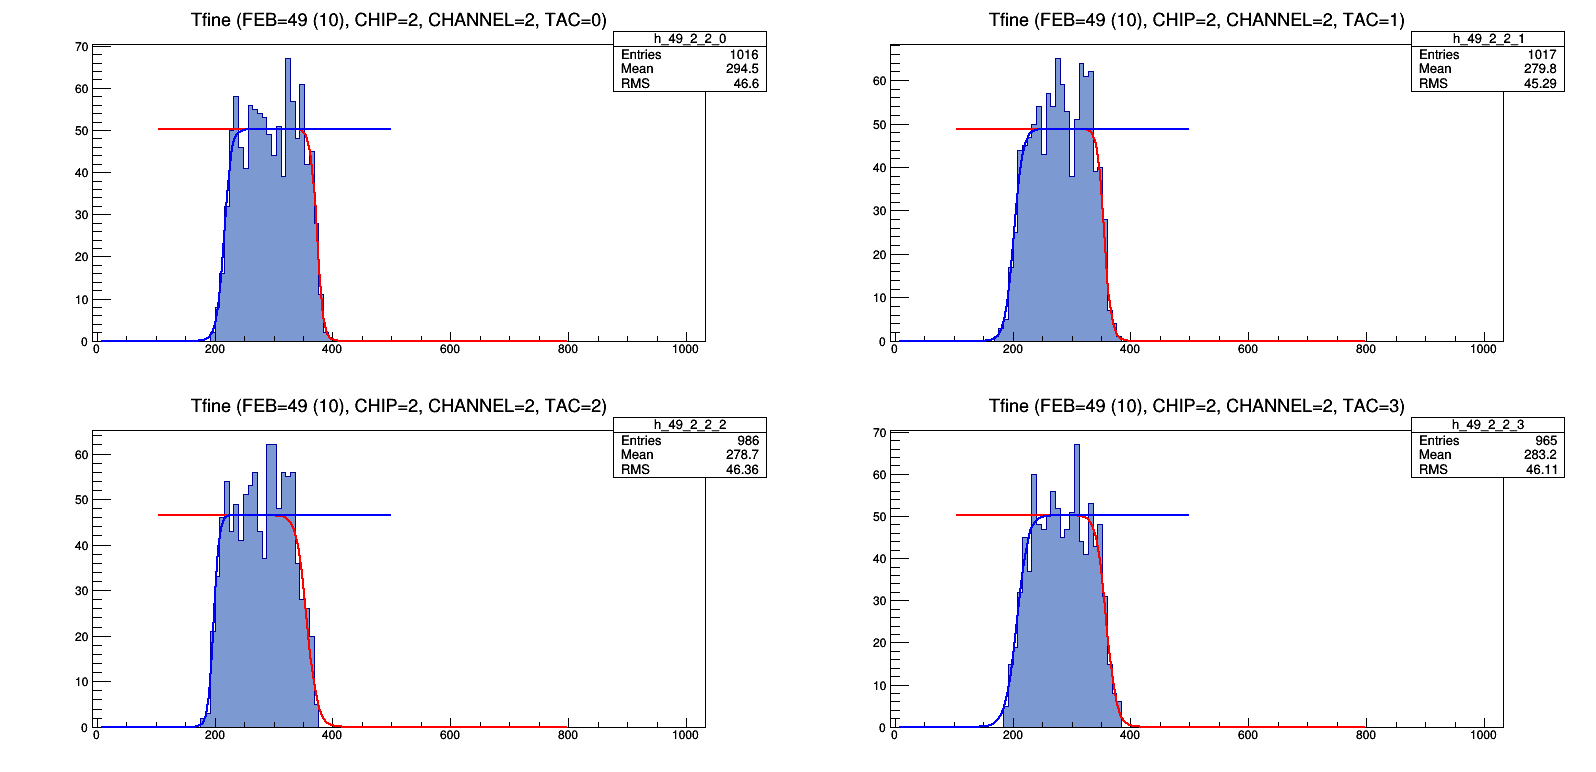 Tfine (FEB=49 (10), CHIP=2, CHANNEL=2, TAC=0)
h_49_2_2_0
Entries 1016
Mean 294.5
RMS 46.6
70
60
50
40
30
20
10
0
0 200 400 600 800 1000
Tfine (FEB=49 (10), CHIP=2, CHANNEL=2, TAC=1)
h_49_2_2_1
Entries 1017
Mean 279.8
RMS 45.29
60
50
40
30
20
10
0
0 200 400 600 800 1000
Tfine (FEB=49 (10), CHIP=2, CHANNEL=2, TAC=2)
h_49_2_2_2
Entries 986
Mean 278.7
RMS 46.36
60
50
40
30
20
10
0
0 200 400 600 800 1000
Tfine (FEB=49 (10), CHIP=2, CHANNEL=2, TAC=3)
h_49_2_2_3
Entries 965
Mean 283.2
RMS 46.11
70
60
50
40
30
20
10
0
0 200 400 600 800 1000